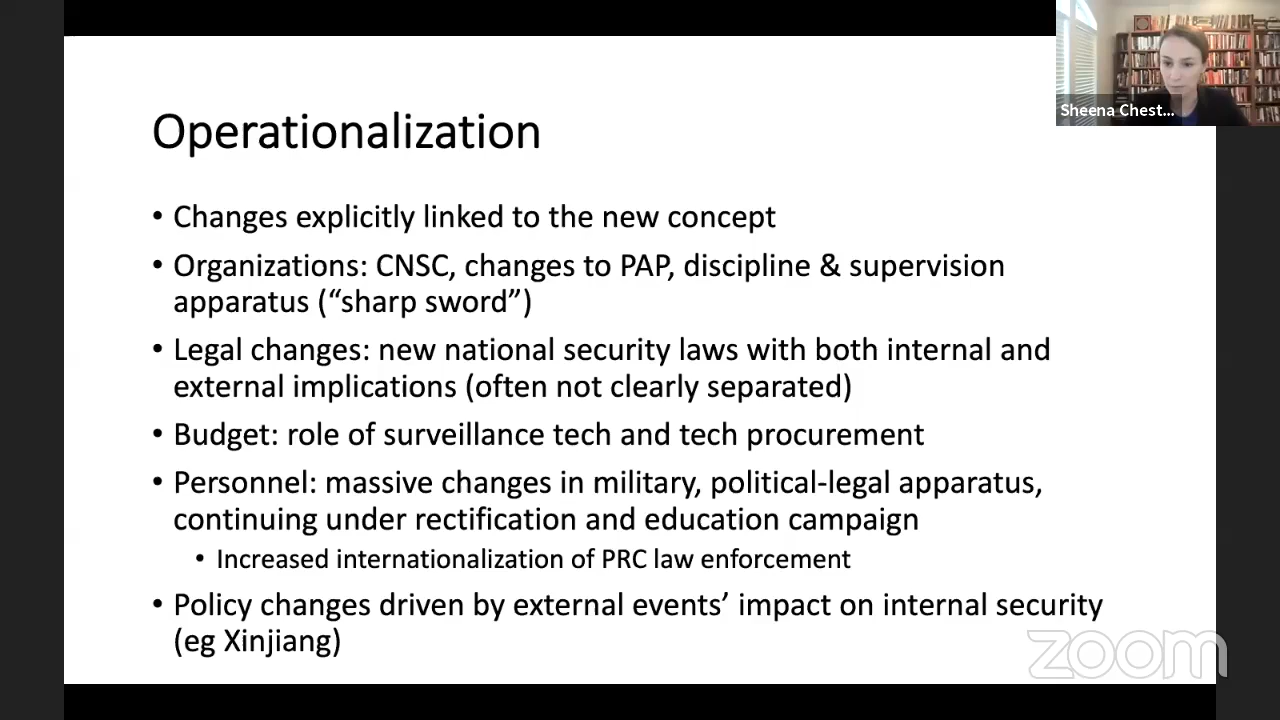 Sheena Chest...
Operationalization
• Changes explicitly linked to the new concept
• Organizations: CNSC, changes to PAP, discipline & supervision
apparatus (“sharp sword”)
• Legal changes: new national security laws with both internal and
external implications (often not clearly separated)
• Budget: role of surveillance tech and tech procurement
• Personnel: massive changes in military, political-legal apparatus,
continuing under rectification and education campaign
• Increased internationalization of PRC law enforcement
• Policy changes driven by external events’ impact on internal security
(eg Xinjiang)
zoom